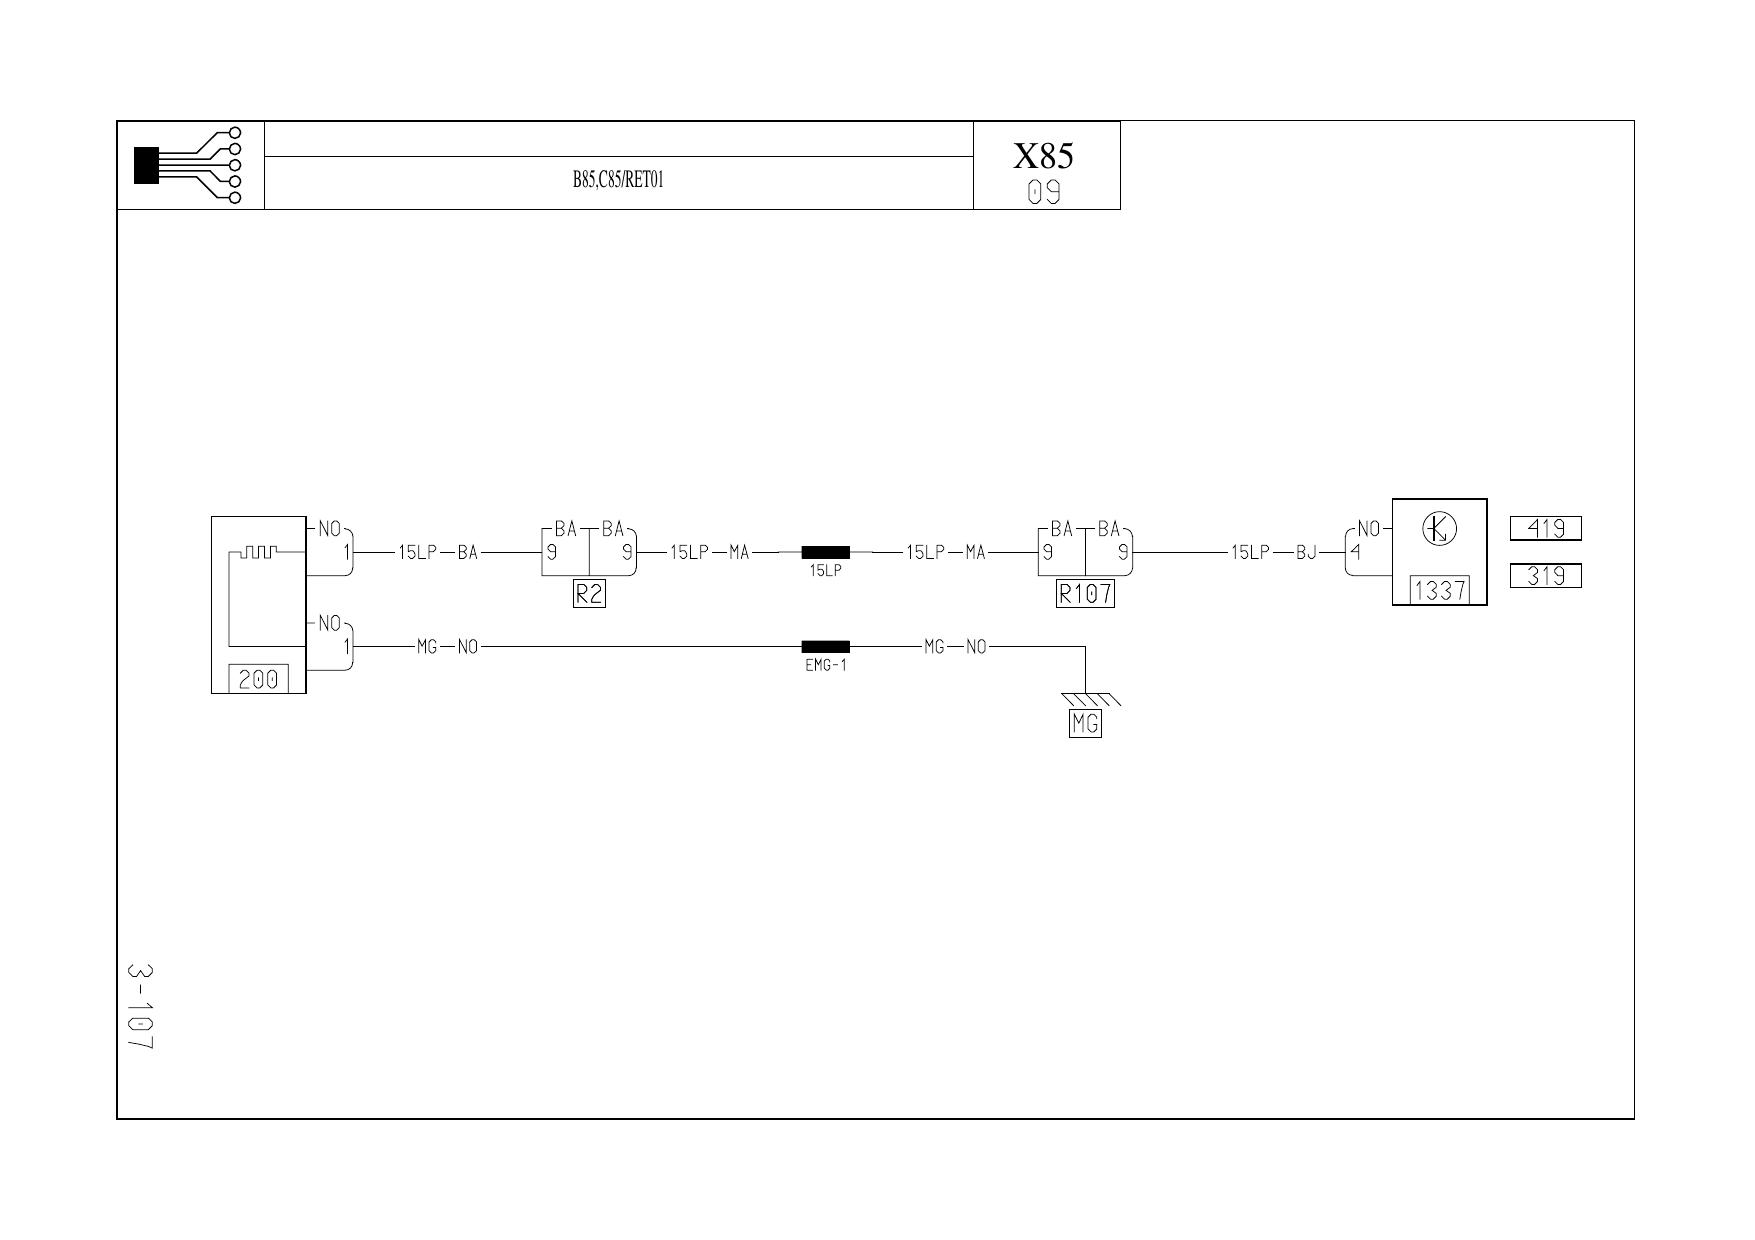 B85,C85/RET01
X85
09
NO
1
15LP BA
BA BA
9 9
R2
15LP MA
15LP
15LP MA
BA BA
9 9
R107
15LP BJ
NO
4
1337
419
319
NO
1
200
MG NO
EMG-1
MG NO
MG
3-107